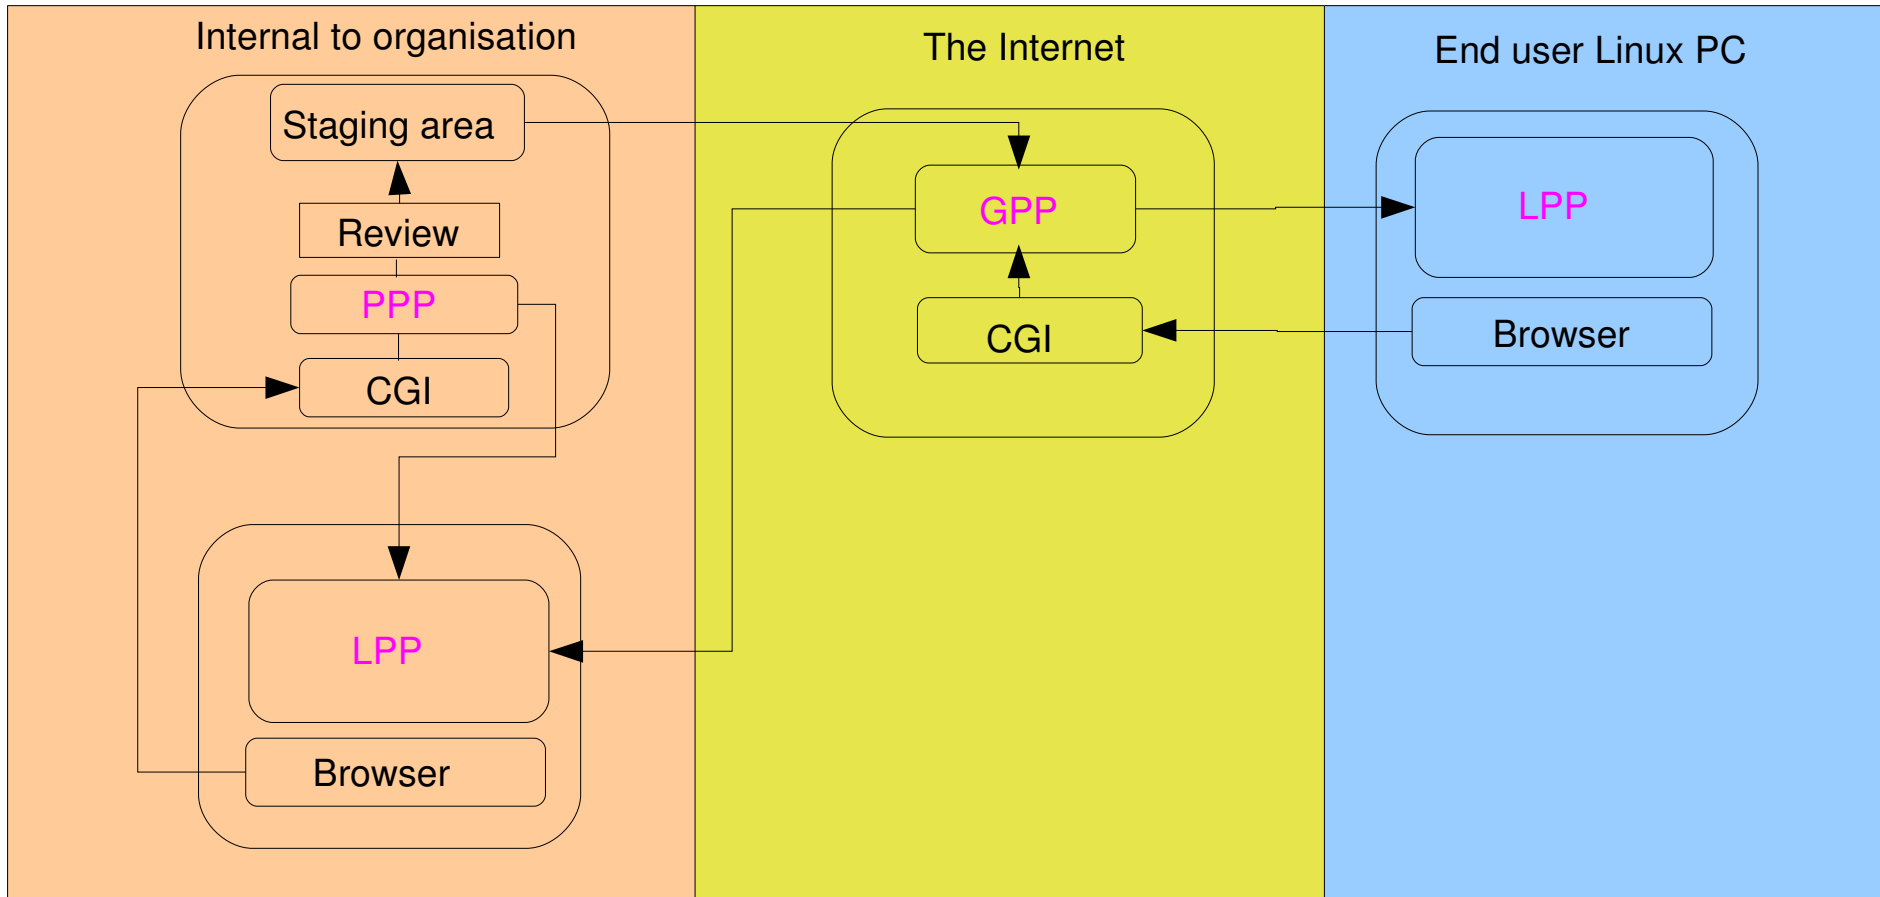 Internal to organisation
Staging area
Review
PPP
CGI
LPP
Browser
The Internet
GPP
CGI
End user Linux PC
LPP
Browser